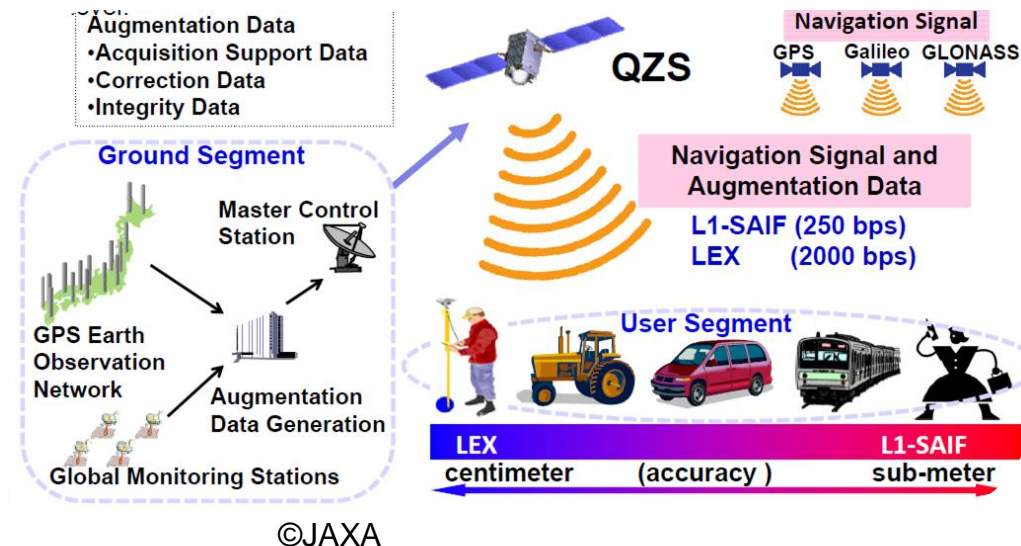 Augmentation Data
•Acquisition Support Data
•Correction Data
•Integrity Data
QZS
Navigation Signal
GPS Galileo GLONASS
Ground Segment
Master Control
Station
GPS Earth
Observation
Network
Augmentation
Data Generation
Global Monitoring Stations
Navigation Signal and
Augmentation Data
L1-SAIF (250 bps)
LEX (2000 bps)
User Segment
LEX L1-SAIF
centimeter (accuracy ) sub-meter
©JAXA